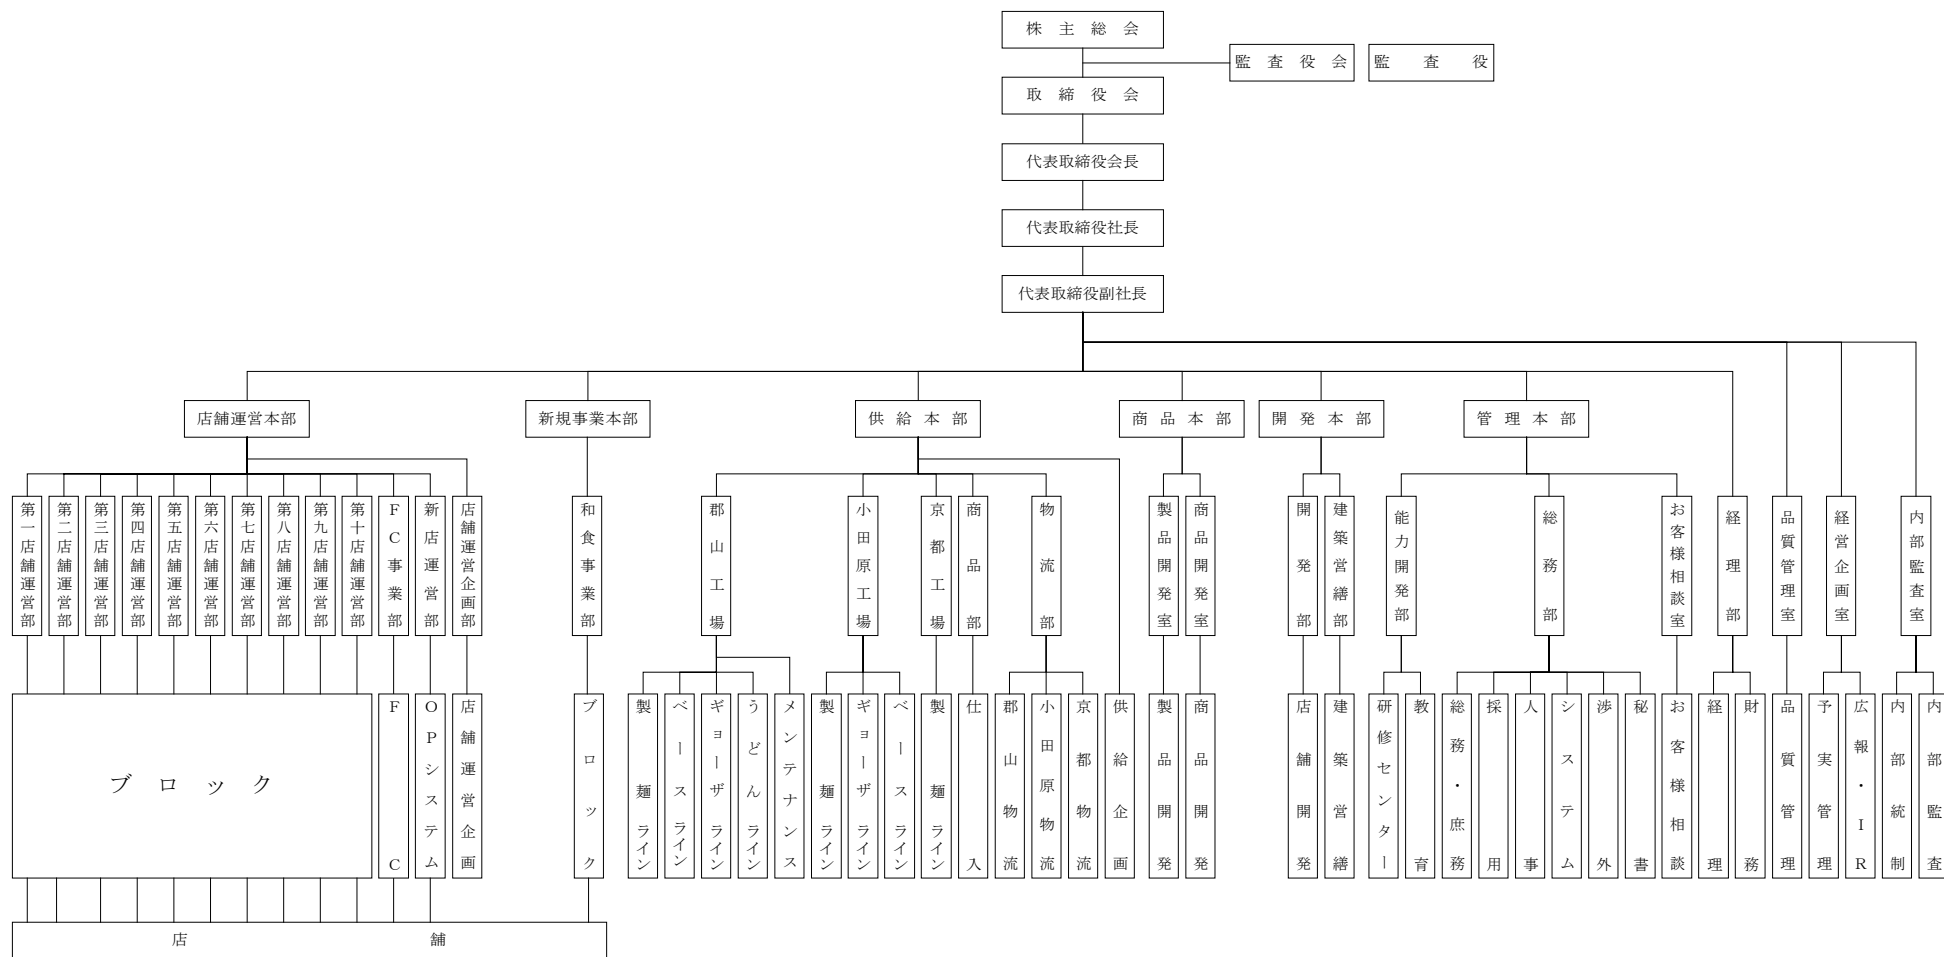 株主総会
監査役会
監査役
取締役会
代表取締役会長
代表取締役社長
代表取締役副社長
店舗運営本部
新規事業本部
供給本部
商品本部
開発本部
管理本部
第一店舗運営部
第二店舗運営部
第三店舗運営部
第四店舗運営部
第五店舗運営部
第六店舗運営部
第七店舗運営部
第八店舗運営部
第九店舗運営部
第十店舗運営部
FC事業部
新店運営部
店舗運営企画部
和食事業部
郡山工場
小田原工場
京都工場
商品部
物流部
製品開発室
商品開発室
開発部
建築営繕部
能力開発部
総務部
お客様相談室
経理部
品質管理室
経営企画室
内部監査室
ブロック
FC
OPシステム
店舗運営企画
ブロック
製麺ライン
ベースライン
ギョーザライン
うどんライン
メンテナンス
製麺ライン
ギョーザライン
ベースライン
製麺ライン
仕入
郡山物流
小田原物流
京都物流
供給企画
製品開発
商品開発
店舗開発
建築営繕
研修センター
教育
総務・庶務
採用
人事
システム
渉外
秘書
お客様相談
経理
財務
品質管理
予実管理
広報・IR
内部統制
内部監査
店舗